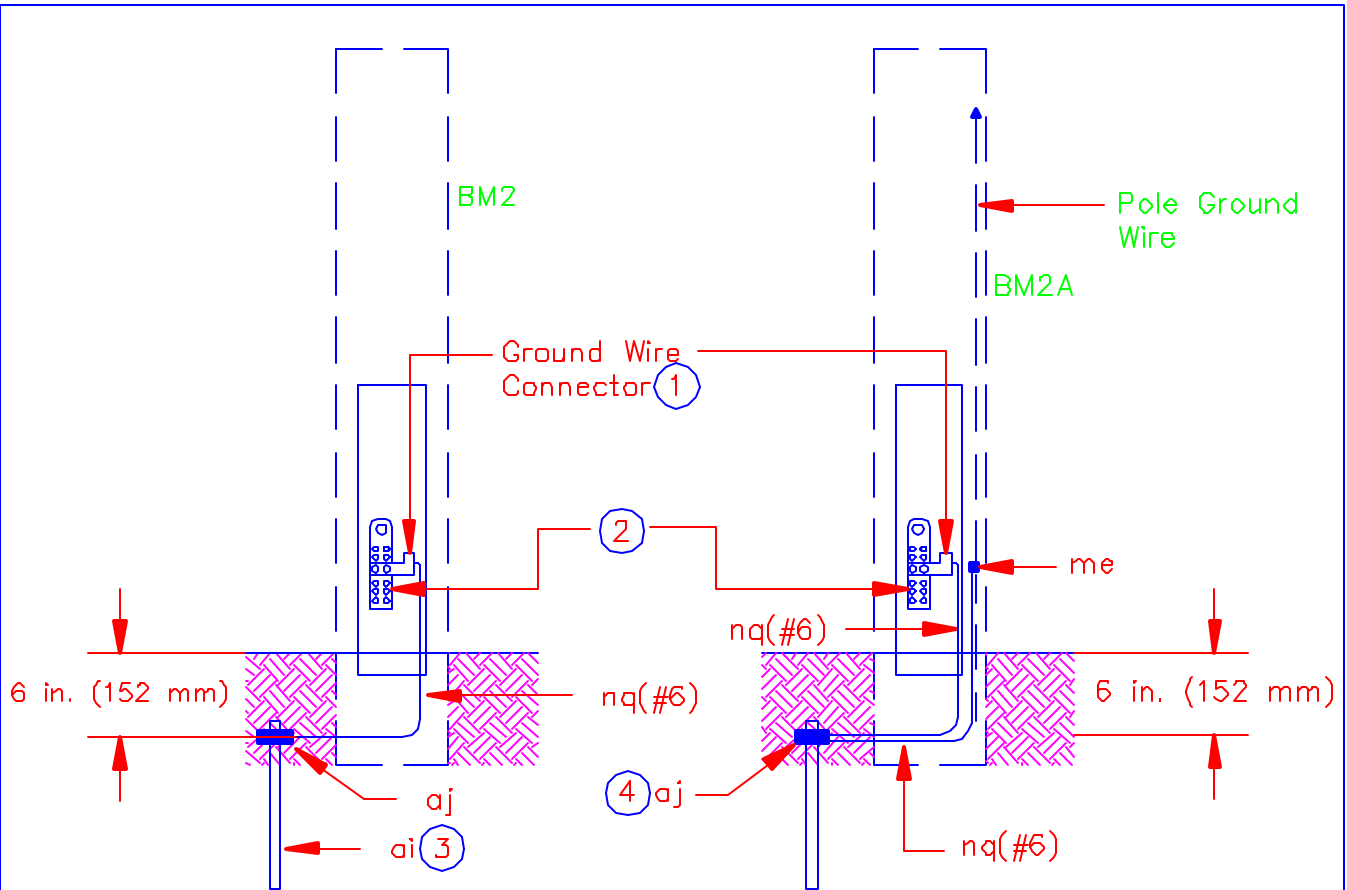 BM2
Pole Ground
Wire
BM2A
Ground Wire
Connector 1
2
me
nq(#6)
6 in. (152 mm)
nq(#6)
6 in. (152 mm)
aj
4 aj
ai 3
nq(#6)